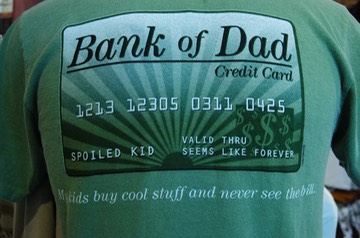 Bank of Dad
Credit Card
1213 12305 0311 0425
VALID THRU
SPOILED KID SEEMS LIKE FOREVER
My kids buy cool stuff and never see the bill.